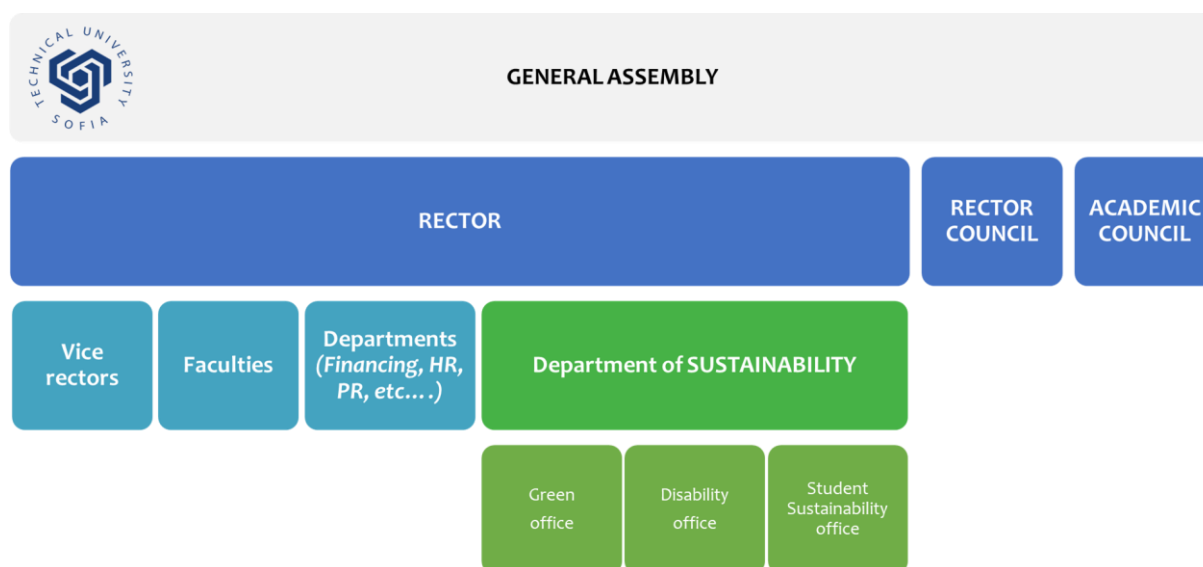 TECHNICAL UNIVERSITY
SOFIA
GENERAL ASSEMBLY
RECTOR
RECTOR
COUNCIL
ACADEMIC
COUNCIL
Vice
rectors
Faculties
Departments
(Financing, HR,
PR, etc....)
Department of SUSTAINABILITY
Green
office
Disability
office
Student
Sustainability
office